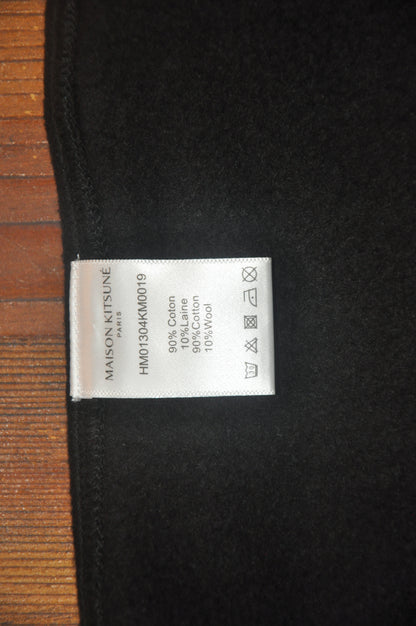 MAISON KITSUNÉ
PARIS
HM01304KM0019
90% Coton
10%Laine
90%Cotton
10%Wool